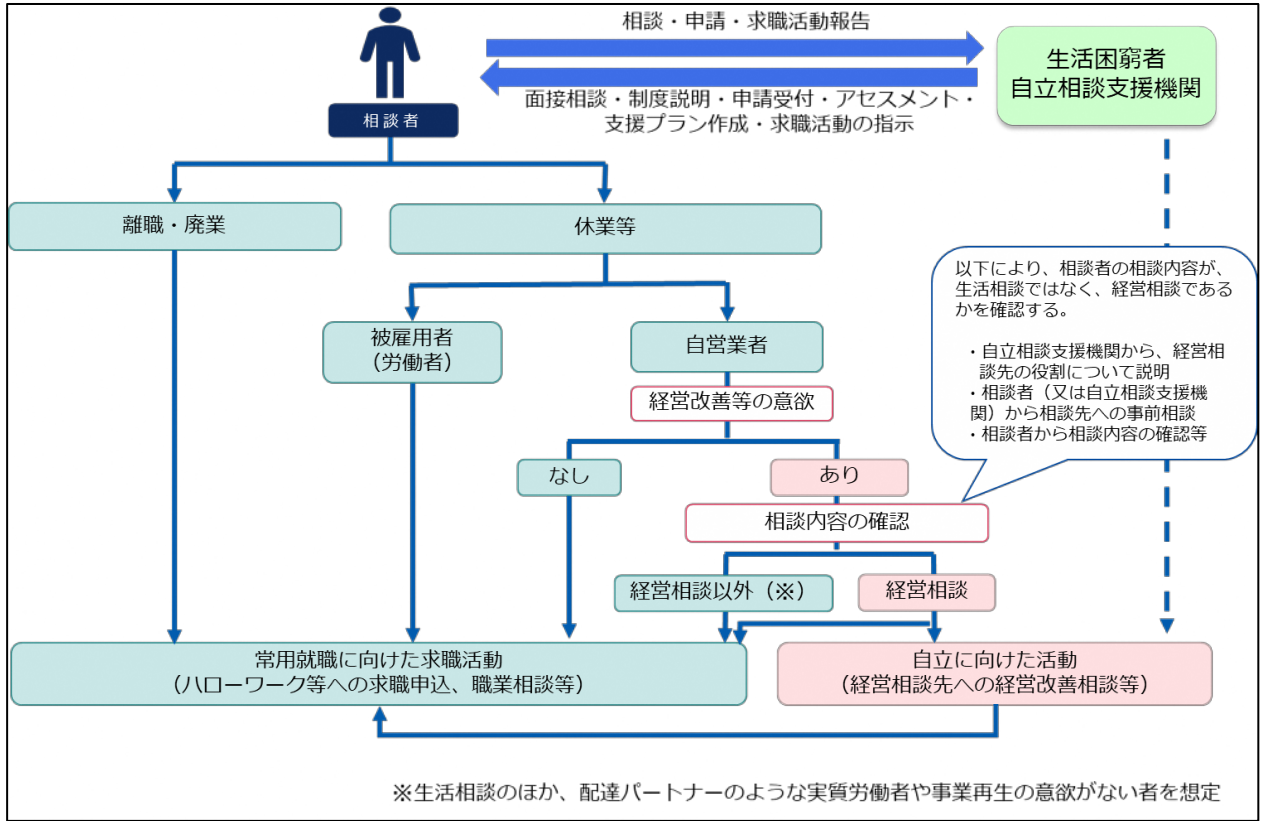 相談・申請・求職活動報告
生活困窮者
自立相談支援機関
面接相談・制度説明・申請受付・アセスメント・
支援プラン作成・求職活動の指示
相談者
離職・廃業
休業等
以下により、相談者の相談内容が、
生活相談ではなく、経営相談である
かを確認する。
・自立相談支援機関から、経営相
談先の役割について説明
・相談者（又は自立相談支援機
関）から相談先への事前相談
・相談者から相談内容の確認等
被雇用者
（労働者）
自営業者
経営改善等の意欲
なし
あり
相談内容の確認
経営相談以外（※）
経営相談
常用就職に向けた求職活動
（ハローワーク等への求職申込、職業相談等）
自立に向けた活動
（経営相談先への経営改善相談等）
※生活相談のほか、配達パートナーのような実質労働者や事業再生の意欲がない者を想定